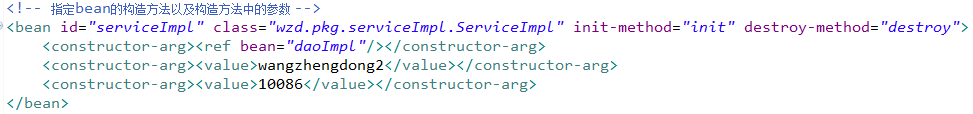 <!-- 指定bean的构造方法以及构造方法中的参数 -->
<bean id="serviceImpl" class="wzd.pkg.serviceImpl.ServiceImpl" init-method="init" destroy-method="destroy">
    <constructor-arg><ref bean="daoImpl"/></constructor-arg>
    <constructor-arg><value>wangzhengdong2</value></constructor-arg>
    <constructor-arg><value>10086</value></constructor-arg>
</bean>